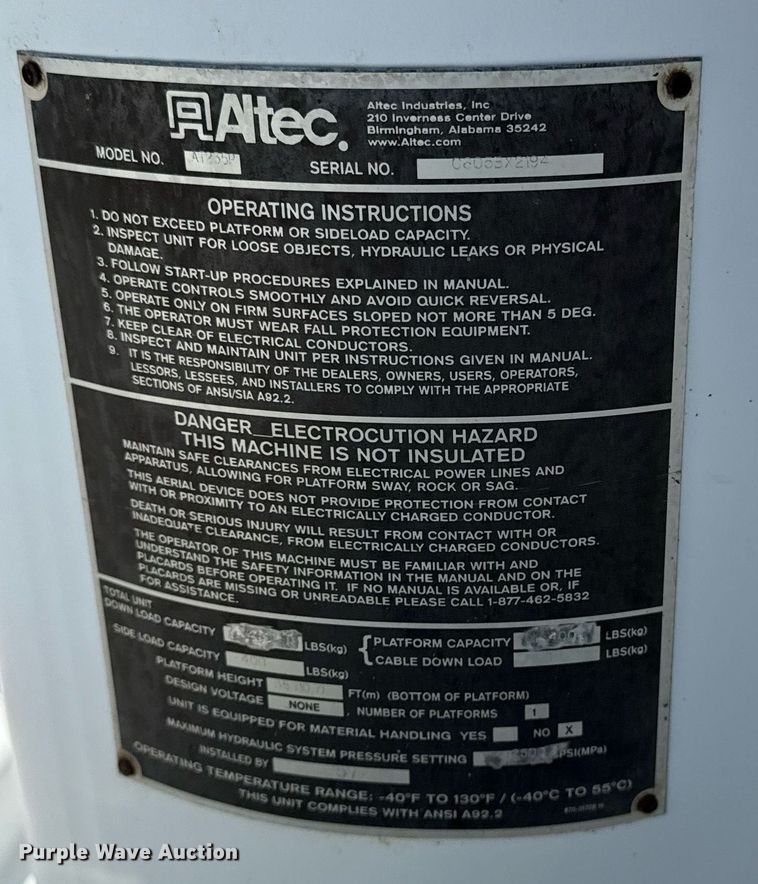 Altec.
Altec Industries, Inc
210 Inverness Center Drive
Birmingham, Alabama 35242
www.Altec.com
MODEL NO. AT235P SERIAL NO.
OPERATING INSTRUCTIONS
1. DO NOT EXCEED PLATFORM OR SIDELOAD CAPACITY.
2. INSPECT UNIT FOR LOOSE OBJECTS, HYDRAULIC LEAKS OR PHYSICAL
DAMAGE.
3. FOLLOW START-UP PROCEDURES EXPLAINED IN MANUAL.
4. OPERATE CONTROLS SMOOTHLY AND AVOID QUICK REVERSAL.
5. OPERATE ONLY ON FIRM SURFACES SLOPED NOT MORE THAN 5 DEG.
6. THE OPERATOR MUST WEAR FALL PROTECTION EQUIPMENT.
7. KEEP CLEAR OF ELECTRICAL CONDUCTORS.
8. INSPECT AND MAINTAIN UNIT PER INSTRUCTIONS GIVEN IN MANUAL.
9. IT IS THE RESPONSIBILITY OF THE DEALERS, OWNERS, USERS, OPERATORS,
LESSORS, LESSEES, AND INSTALLERS TO COMPLY WITH THE APPROPRIATE
SECTIONS OF ANSI/SIA A92.2.
DANGER ELECTROCUTION HAZARD
THIS MACHINE IS NOT INSULATED
MAINTAIN SAFE CLEARANCES FROM ELECTRICAL POWER LINES AND
APPARATUS, ALLOWING FOR PLATFORM SWAY, ROCK OR SAG.
THIS AERIAL DEVICE DOES NOT PROVIDE PROTECTION FROM CONTACT
WITH OR PROXIMITY TO AN ELECTRICALLY CHARGED CONDUCTOR.
DEATH OR SERIOUS INJURY WILL RESULT FROM CONTACT WITH OR
INADEQUATE CLEARANCE, FROM ELECTRICALLY CHARGED CONDUCTORS.
THE OPERATOR OF THIS MACHINE MUST BE FAMILIAR WITH AND
UNDERSTAND THE SAFETY INFORMATION IN THE MANUAL AND ON THE
PLACARDS BEFORE OPERATING IT. IF NO MANUAL IS AVAILABLE OR, IF
PLACARDS ARE MISSING OR UNREADABLE PLEASE CALL 1-877-462-5832
FOR ASSISTANCE.
TOTAL UNIT
DOWN LOAD CAPACITY LBS(kg) { PLATFORM CAPACITY 400 LBS(kg)
SIDE LOAD CAPACITY 400 LBS(kg) CABLE DOWN LOAD LBS(kg)
PLATFORM HEIGHT FT(m) (BOTTOM OF PLATFORM)
DESIGN VOLTAGE NONE , NUMBER OF PLATFORMS 1
UNIT IS EQUIPPED FOR MATERIAL HANDLING YES NO X
MAXIMUM HYDRAULIC SYSTEM PRESSURE SETTING PSI(MPa)
INSTALLED BY
OPERATING TEMPERATURE RANGE: -40°F TO 130°F / (-40°C TO 55°C)
THIS UNIT COMPLIES WITH ANSI A92.2
Purple Wave Auction